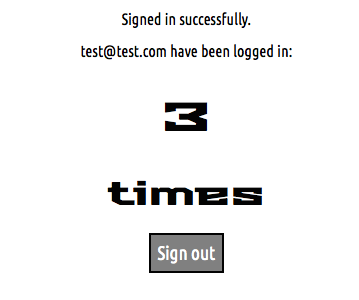 Signed in successfully.
test@test.com have been logged in:
3
times
Sign out